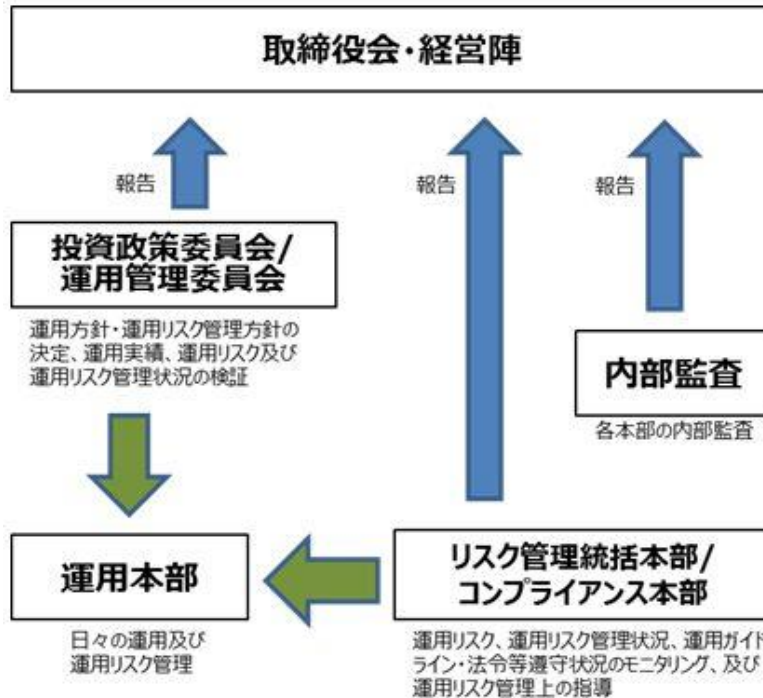 取締役会・経営陣
報告
報告
報告
投資政策委員会/
運用管理委員会
運用方針・運用リスク管理方針の
決定、運用実績、運用リスク及び
運用リスク管理状況の検証
内部監査
各本部の内部監査
運用本部
日々の運用及び
運用リスク管理
リスク管理統括本部/
コンプライアンス本部
運用リスク、運用リスク管理状況、運用ガイド
ライン・法令等遵守状況のモニタリング、及び
運用リスク管理上の指導